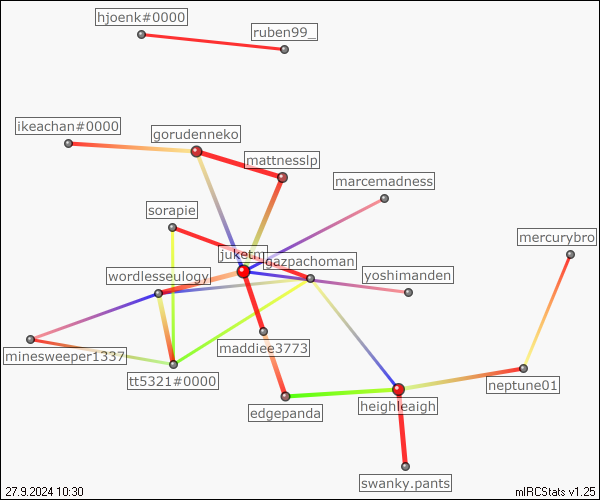 hjoenk#0000
ruben99_
ikeachan#0000
gorudenneko
mattnesslp
marcemadness
sorapie
mercurybro
juketm
gazpachoman
wordlesseulogy
yoshimanden
minesweeper1337
maddiee3773
tt5321#0000
neptune01
edgepanda
heighleaigh
swanky.pants
27.9.2024 10:30
mIRCStats v1.25